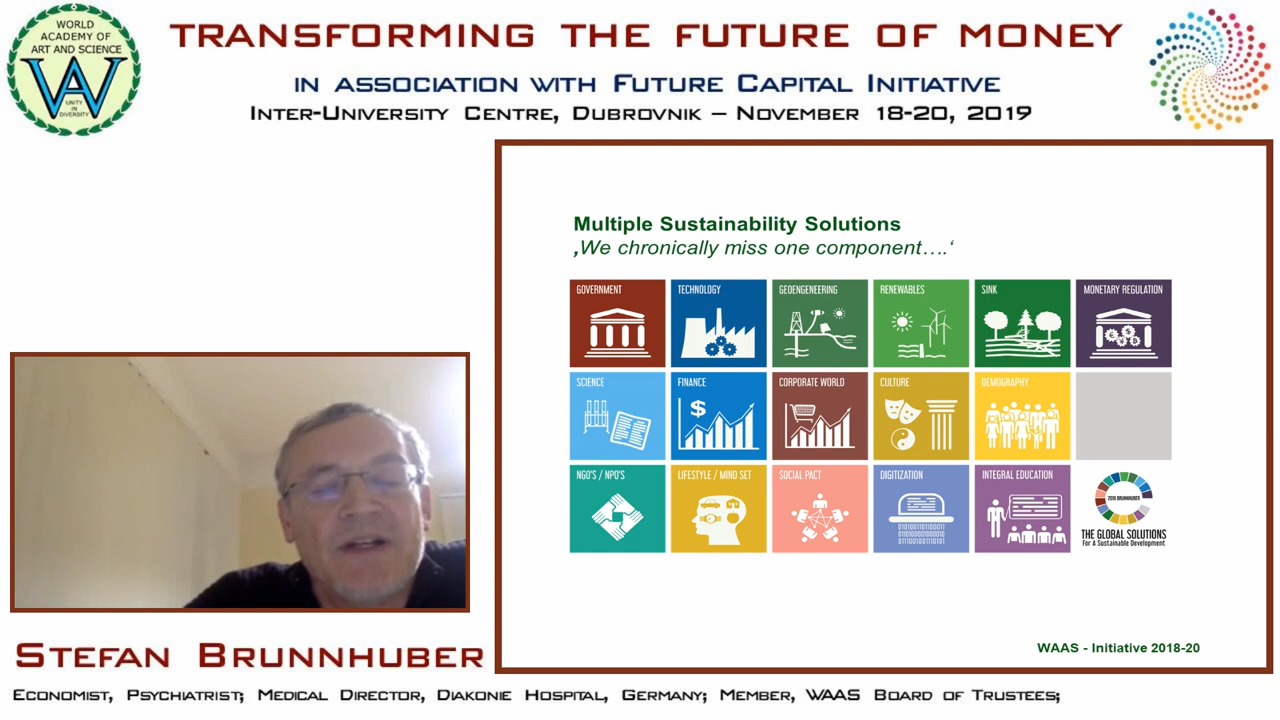 WORLD
ACADEMY OF
ART AND SCIENCE
UNITY
IN
DIVERSITY
TRANSFORMING THE FUTURE OF MONEY
IN ASSOCIATION WITH FUTURE CAPITAL INITIATIVE
INTER-UNIVERSITY CENTRE, DUBROVNIK – NOVEMBER 18-20, 2019
Multiple Sustainability Solutions
‚We chronically miss one component….‘
GOVERNMENT
TECHNOLOGY
GEOENGENEERING
RENEWABLES
SINK
MONETARY REGULATION
SCIENCE
FINANCE
$
CORPORATE WORLD
CULTURE
DEMOGRAPHY
NGO'S / NPO'S
LIFESTYLE / MIND SET
SOCIAL PACT
DIGITIZATION
INTEGRAL EDUCATION
2018 BRUNNHUBER
THE GLOBAL SOLUTIONS
For A Sustainable Development
WAAS - Initiative 2018-20
STEFAN BRUNNHUBER
ECONOMIST, PSYCHIATRIST; MEDICAL DIRECTOR, DIAKONIE HOSPITAL, GERMANY; MEMBER, WAAS BOARD OF TRUSTEES;